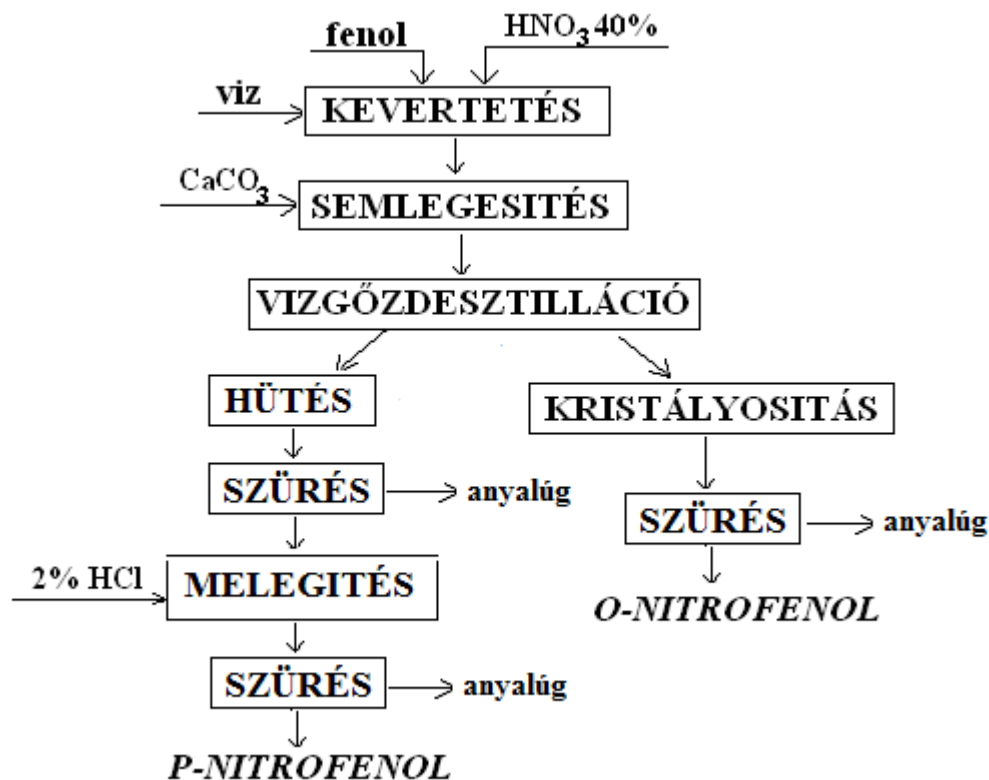 fenol
HNO3 40%
viz
KEVERTETÉS
CaCO3
SEMLEGESITÉS
VIZGŐZDESZTILLÁCIÓ
HÜTÉS
KRISTÁLYOSITÁS
SZÜRÉS
anyalúg
SZÜRÉS
anyalúg
2% HCl
MELEGITÉS
O-NITROFENOL
SZÜRÉS
anyalúg
P-NITROFENOL